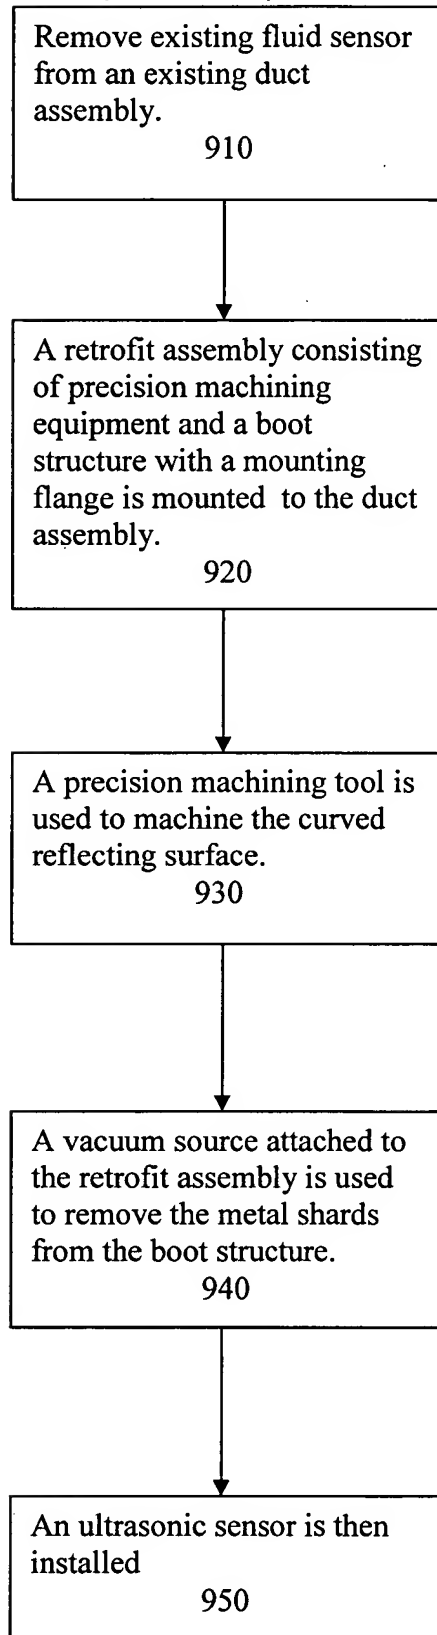 Remove existing fluid sensor
from an existing duct
assembly.
910
A retrofit assembly consisting
of precision machining
equipment and a boot
structure with a mounting
flange is mounted to the duct
assembly.
920
A precision machining tool is
used to machine the curved
reflecting surface.
930
A vacuum source attached to
the retrofit assembly is used
to remove the metal shards
from the boot structure.
940
An ultrasonic sensor is then
installed
950